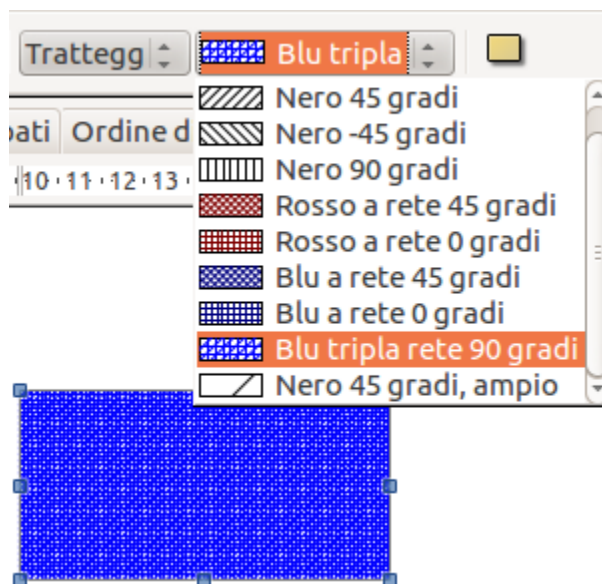 Trattegg Blu tripla
Nero 45 gradi
pati Ordine d Nero -45 gradi
Nero 90 gradi
10 11 12 13
Rosso a rete 45 gradi
Rosso a rete 0 gradi
Blu a rete 45 gradi
Blu a rete 0 gradi
Blu tripla rete 90 gradi
Nero 45 gradi, ampio